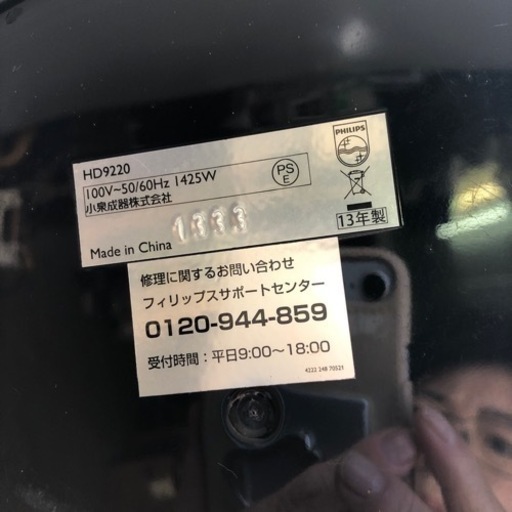 PHILIPS
HD9220
100V~50/60Hz 1425W
PS E
小泉成器株式会社
1333
13年製
Made in China
修理に関するお問い合わせ
フィリップスサポートセンター
0120-944-859
受付時間：平日9:00～18:00
4222 248 70521